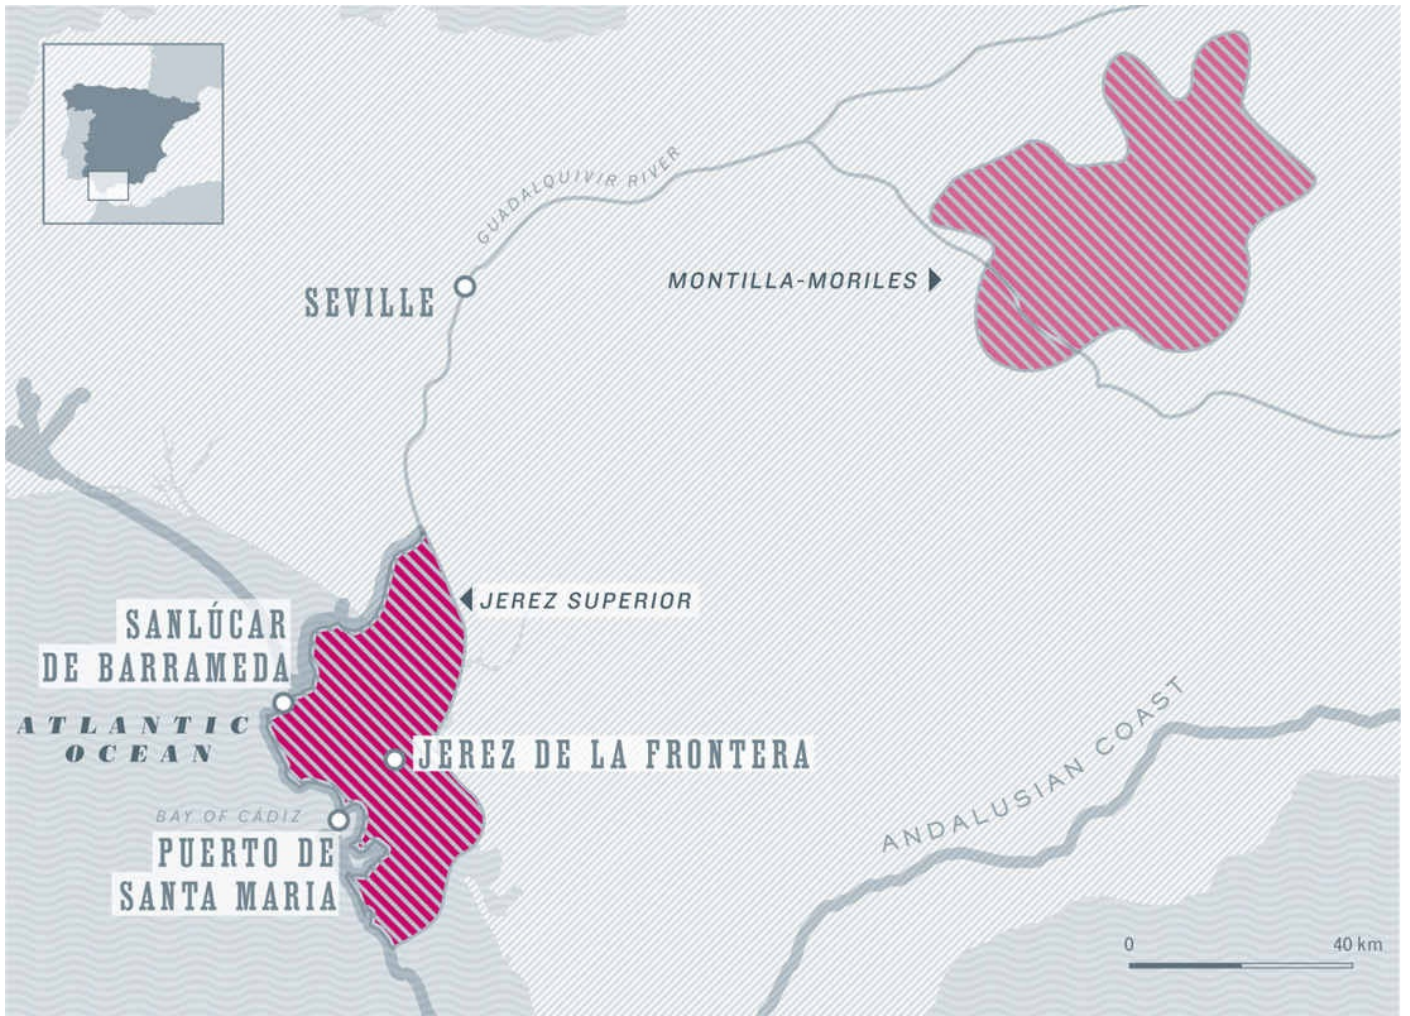 GUADALQUIVIR RIVER
SEVILLE
MONTILLA-MORILES
JEREZ SUPERIOR
SANLÚCAR
DE BARRAMEDA
ATLANTIC
OCEAN
JEREZ DE LA FRONTERA
BAY OF CÁDIZ
PUERTO DE
SANTA MARIA
ANDALUSIAN COAST
0 40 km